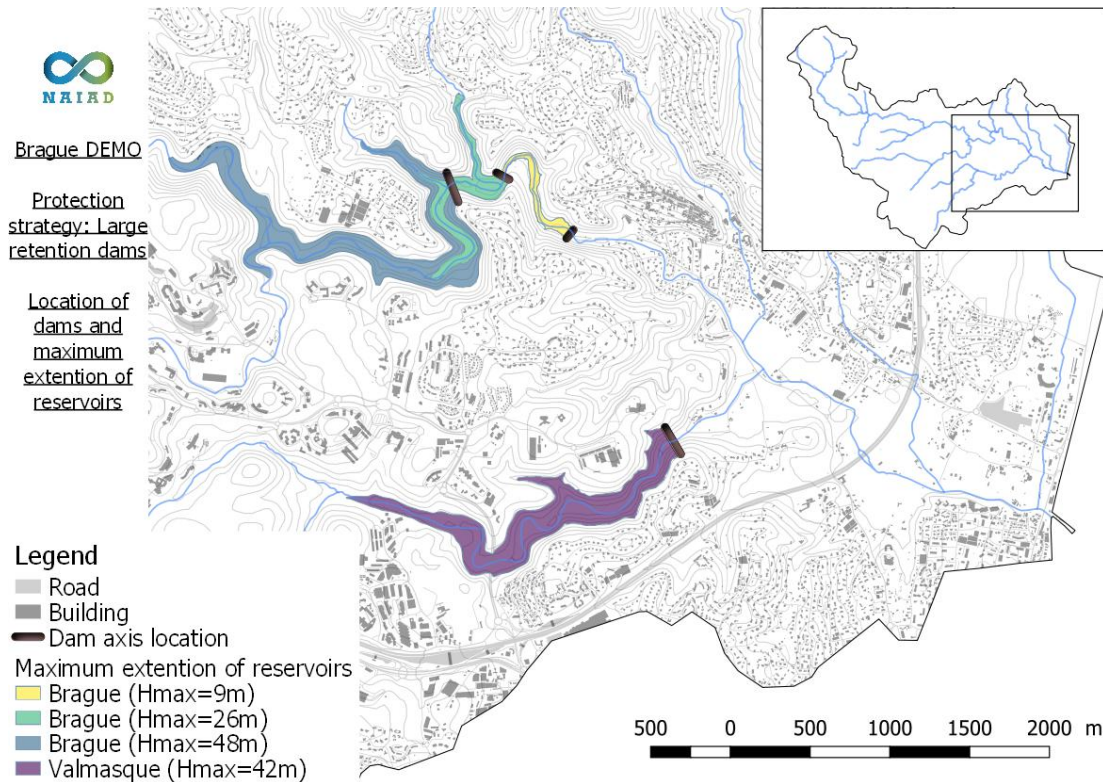 NAIAD
Brague DEMO
Protection
strategy: Large
retention dams
Location of
dams and
maximum
extention of
reservoirs
Legend
Road
Building
Dam axis location
Maximum extention of reservoirs
Brague (Hmax=9m)
Brague (Hmax=26m)
Brague (Hmax=48m)
Valmasque (Hmax=42m)
500 0 500 1000 1500 2000 m